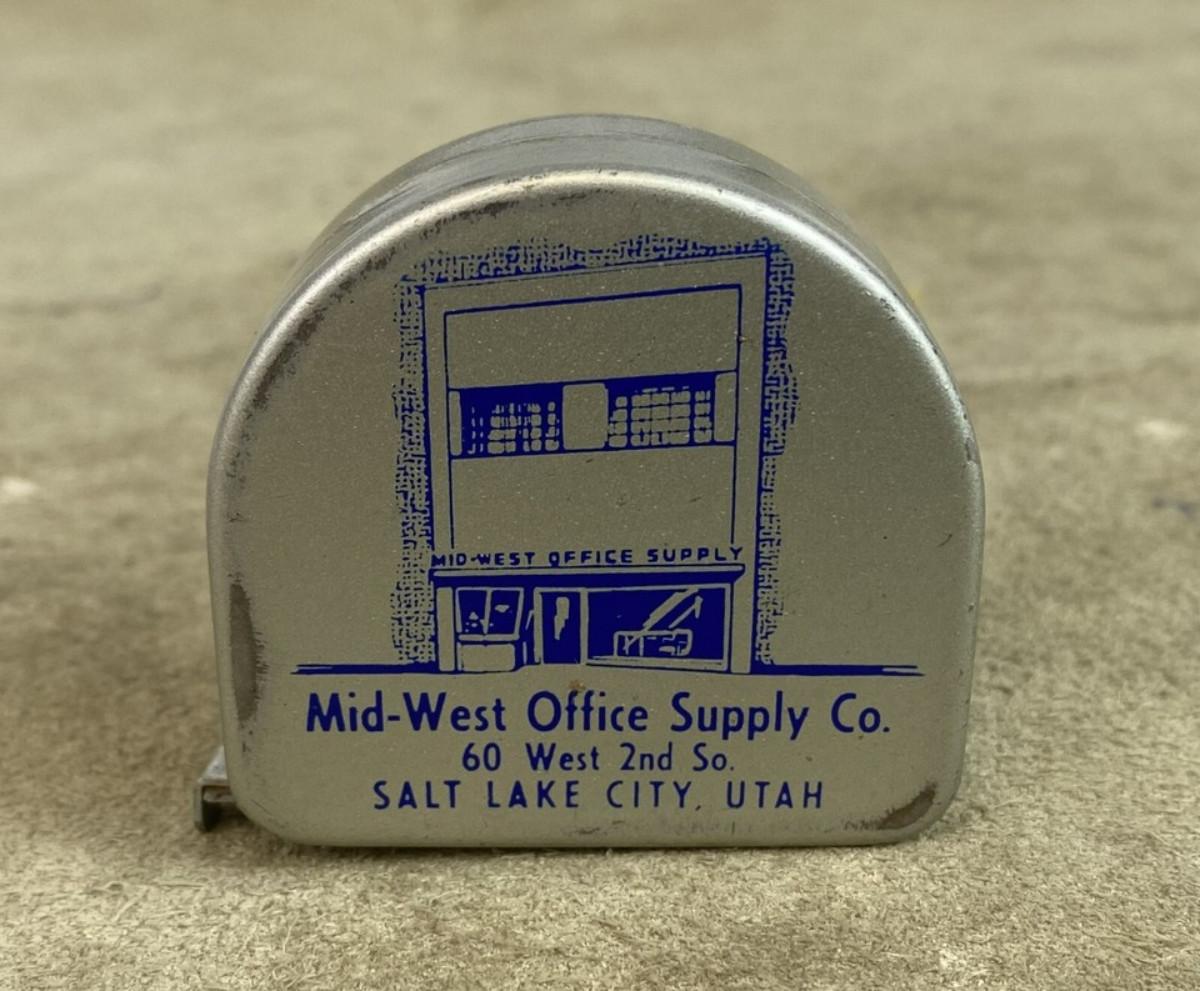 MID-WEST OFFICE SUPPLY
Mid-West Office Supply Co.
60 West 2nd So.
SALT LAKE CITY, UTAH